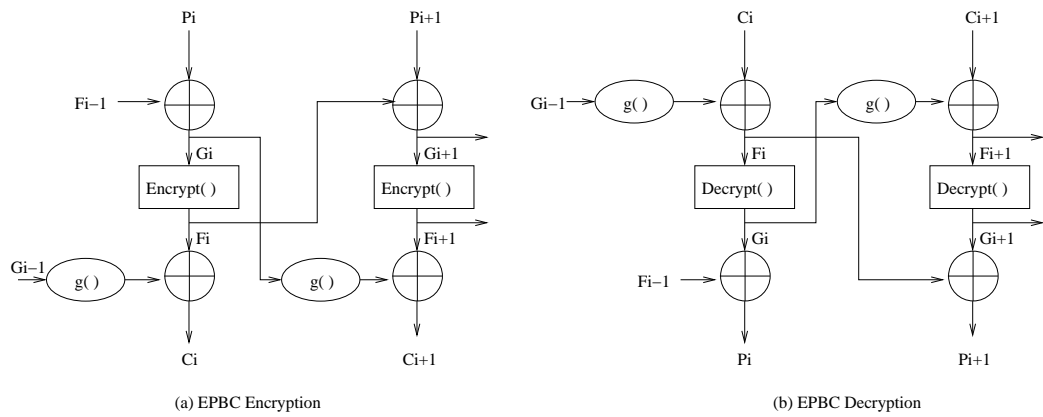 Pi
Pi+1
Fi−1
Gi
Gi+1
Encrypt( )
Encrypt( )
Fi
Fi+1
Gi−1
g( )
g( )
Ci
Ci+1
(a) EPBC Encryption
Ci
Ci+1
Gi−1
g( )
g( )
Fi
Fi+1
Decrypt( )
Decrypt( )
Gi
Gi+1
Fi−1
Pi
Pi+1
(b) EPBC Decryption